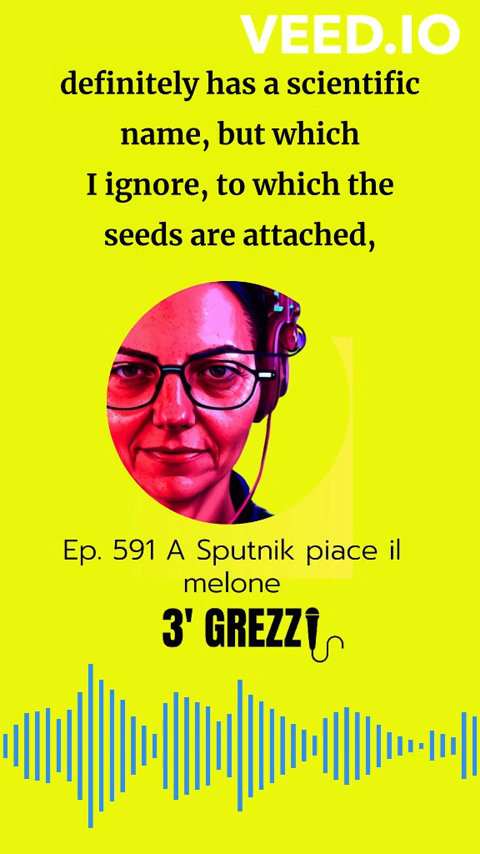 VEED.IO
definitely has a scientific
name, but which
I ignore, to which the
seeds are attached,
Ep. 591 A Sputnik piace il
melone
3' GREZZI